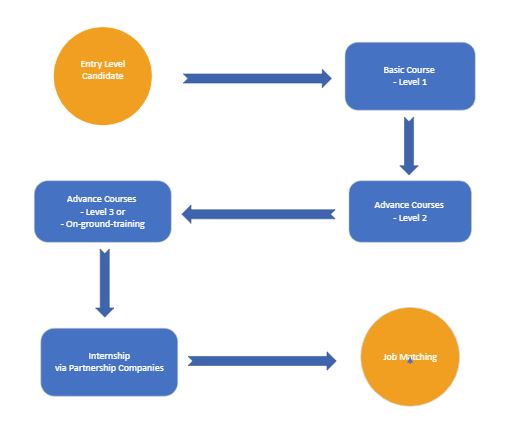 Entry Level
Candidate
Basic Course
- Level 1
Advance Courses
- Level 2
Advance Courses
- Level 3 or
- On-ground-training
Internship
via Partnership Companies
Job Matching